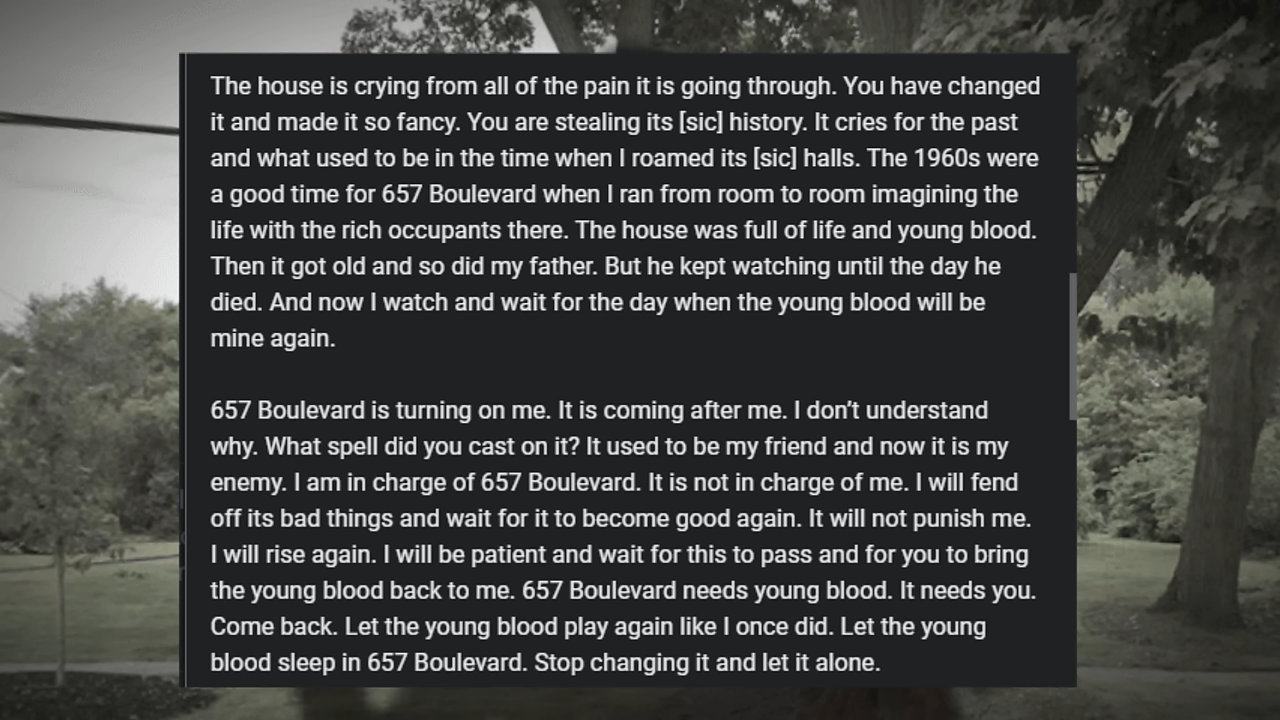 The house is crying from all of the pain it is going through. You have changed
it and made it so fancy. You are stealing its [sic] history. It cries for the past
and what used to be in the time when I roamed its [sic] halls. The 1960s were
a good time for 657 Boulevard when I ran from room to room imagining the
life with the rich occupants there. The house was full of life and young blood.
Then it got old and so did my father. But he kept watching until the day he
died. And now I watch and wait for the day when the young blood will be
mine again.
657 Boulevard is turning on me. It is coming after me. I don’t understand
why. What spell did you cast on it? It used to be my friend and now it is my
enemy. I am in charge of 657 Boulevard. It is not in charge of me. I will fend
off its bad things and wait for it to become good again. It will not punish me.
I will rise again. I will be patient and wait for this to pass and for you to bring
the young blood back to me. 657 Boulevard needs young blood. It needs you.
Come back. Let the young blood play again like I once did. Let the young
blood sleep in 657 Boulevard. Stop changing it and let it alone.